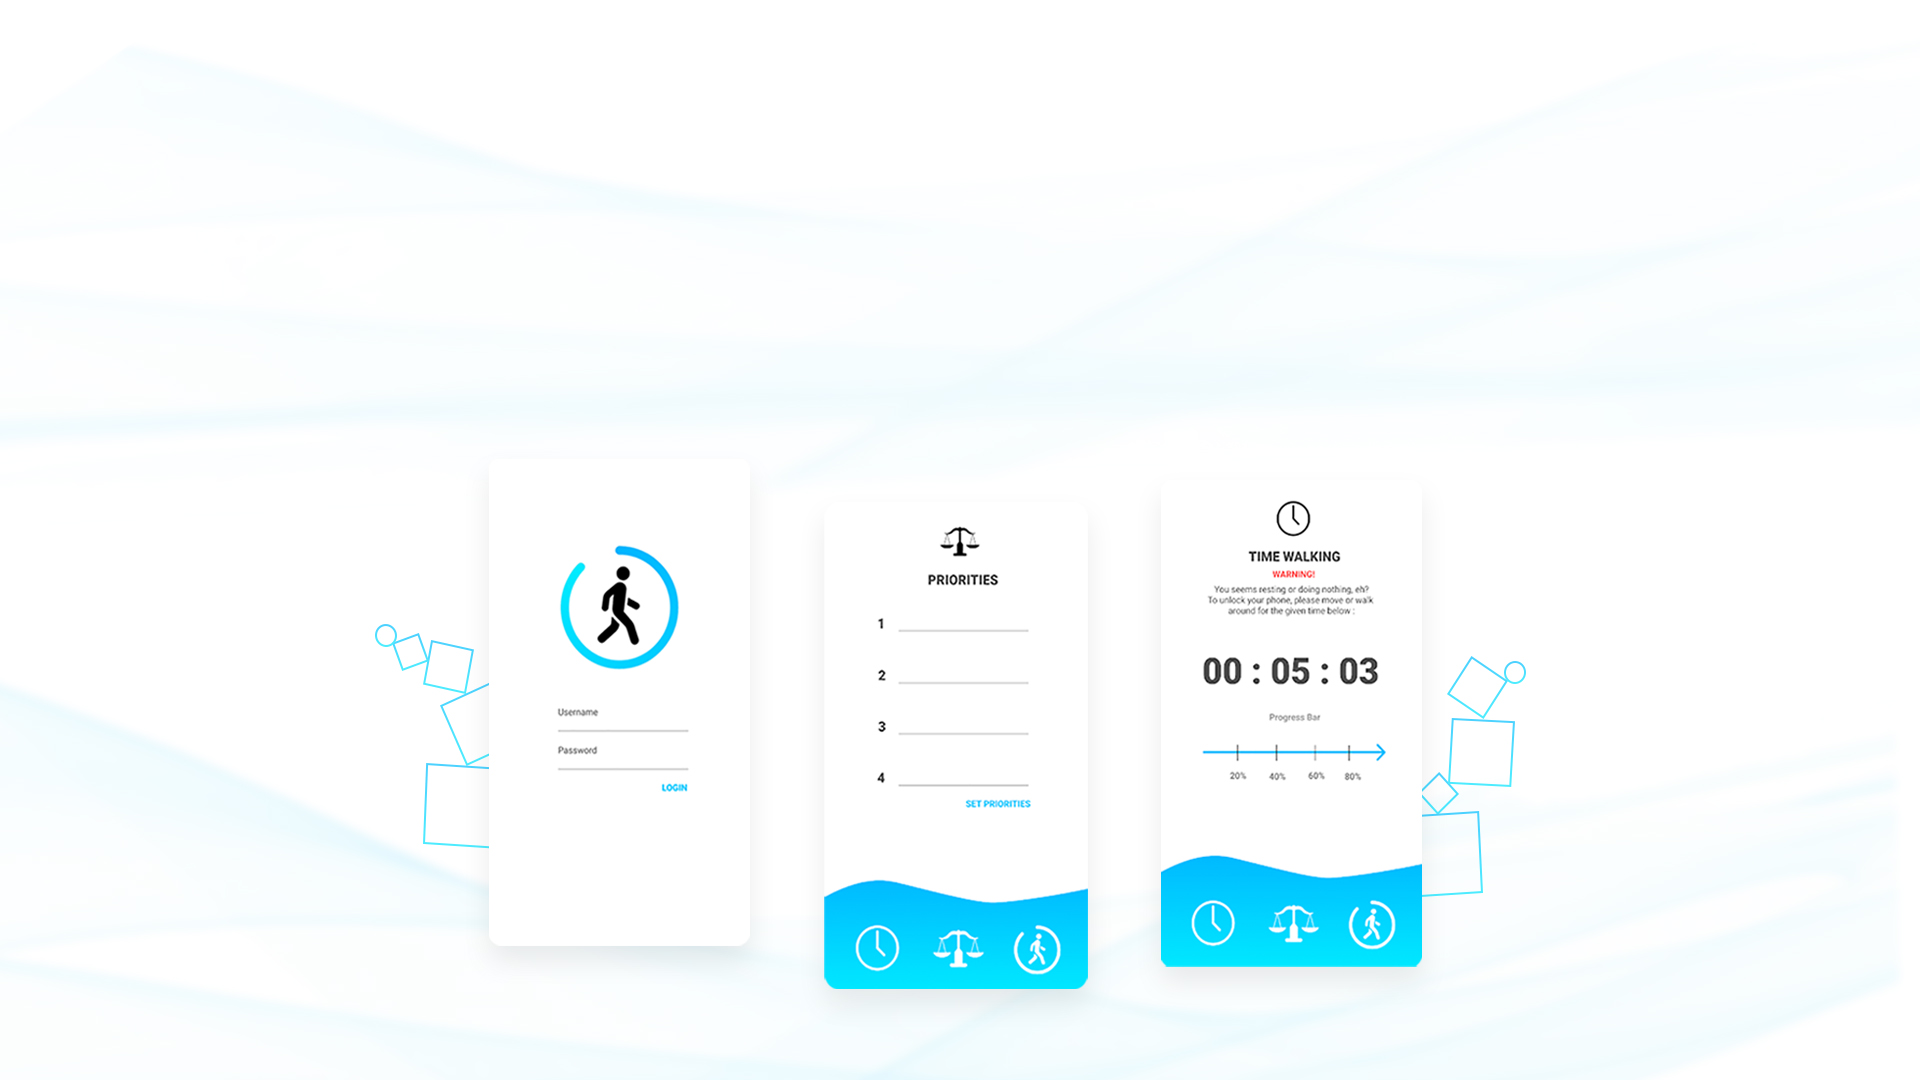 Username
Password
LOGIN
PRIORITIES
1
2
3
4
SET PRIORITIES
TIME WALKING
WARNING!
You seems resting or doing nothing, eh?
To unlock your phone, please move or walk
around for the given time below :
00 : 05 : 03
Progress Bar
20% 40% 60% 80%